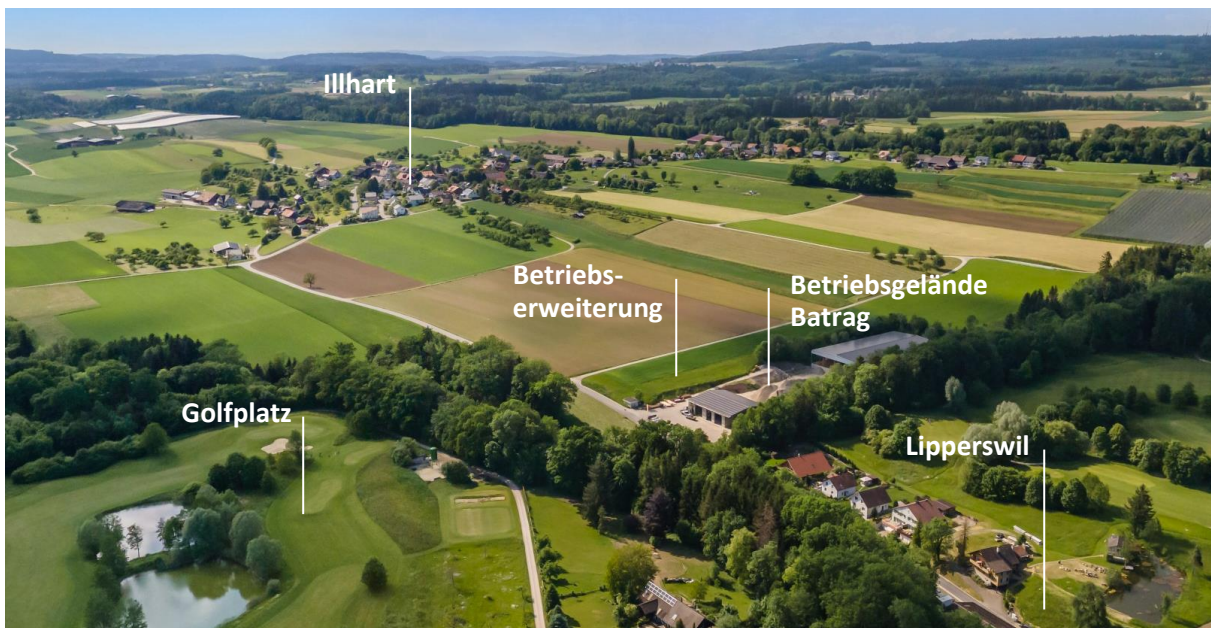 Illhart
Betriebs-
erweiterung
Betriebsgelände
Batrag
Golfplatz
Lipperswil